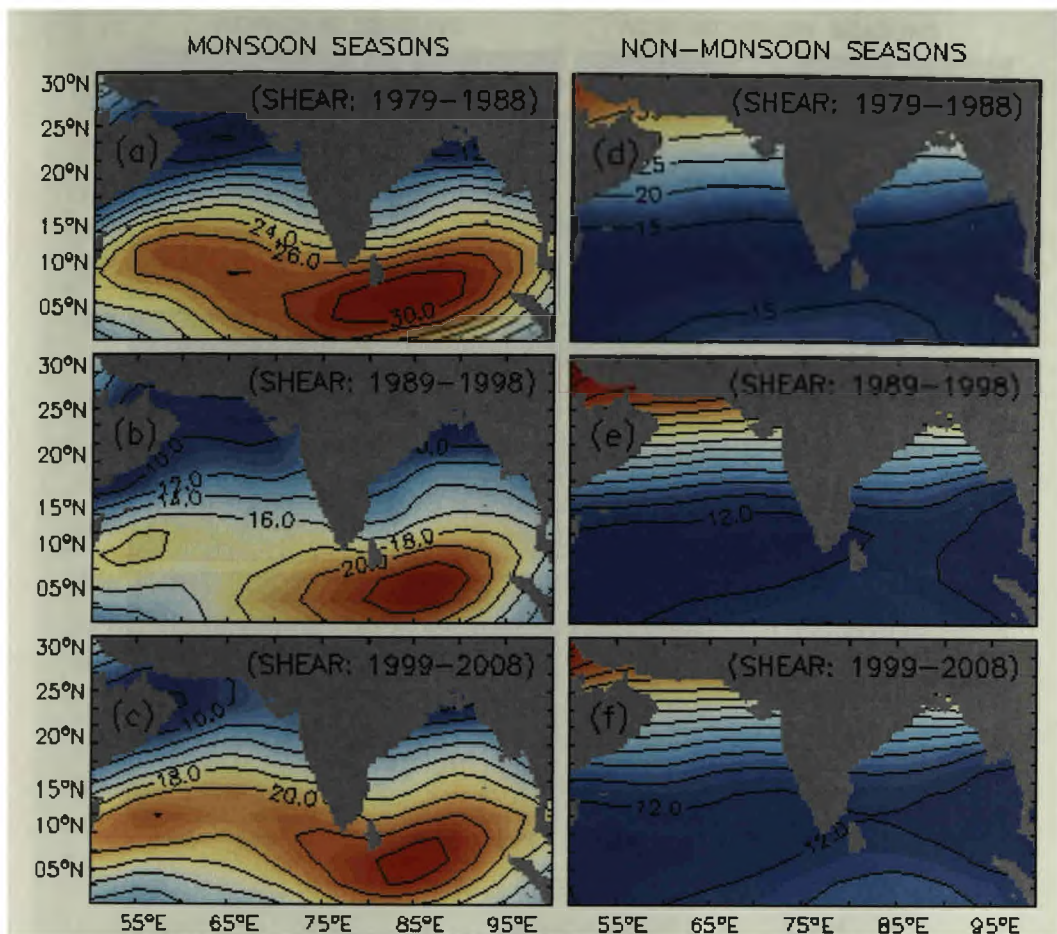 MONSOON SEASONS
NON-MONSOON SEASONS
30°N
25°N
20°N
15°N
10°N
05°N
(SHEAR: 1979-1988)
(a)
24.0
26.0
30.0
(SHEAR: 1979-1988)
(d)
25
20
15
15
30°N
25°N
20°N
15°N
10°N
05°N
(SHEAR: 1989-1998)
(b)
10.0
12.0
14.0
16.0
18.0
20.0
(SHEAR: 1989-1998)
(e)
12.0
30°N
25°N
20°N
15°N
10°N
05°N
(SHEAR: 1999-2008)
(c)
10.0
18.0
20.0
(SHEAR: 1999-2008)
(f)
12.0
12.0
55°E
65°E
75°E
85°E
95°E
55°E
65°E
75°E
85°E
95°E